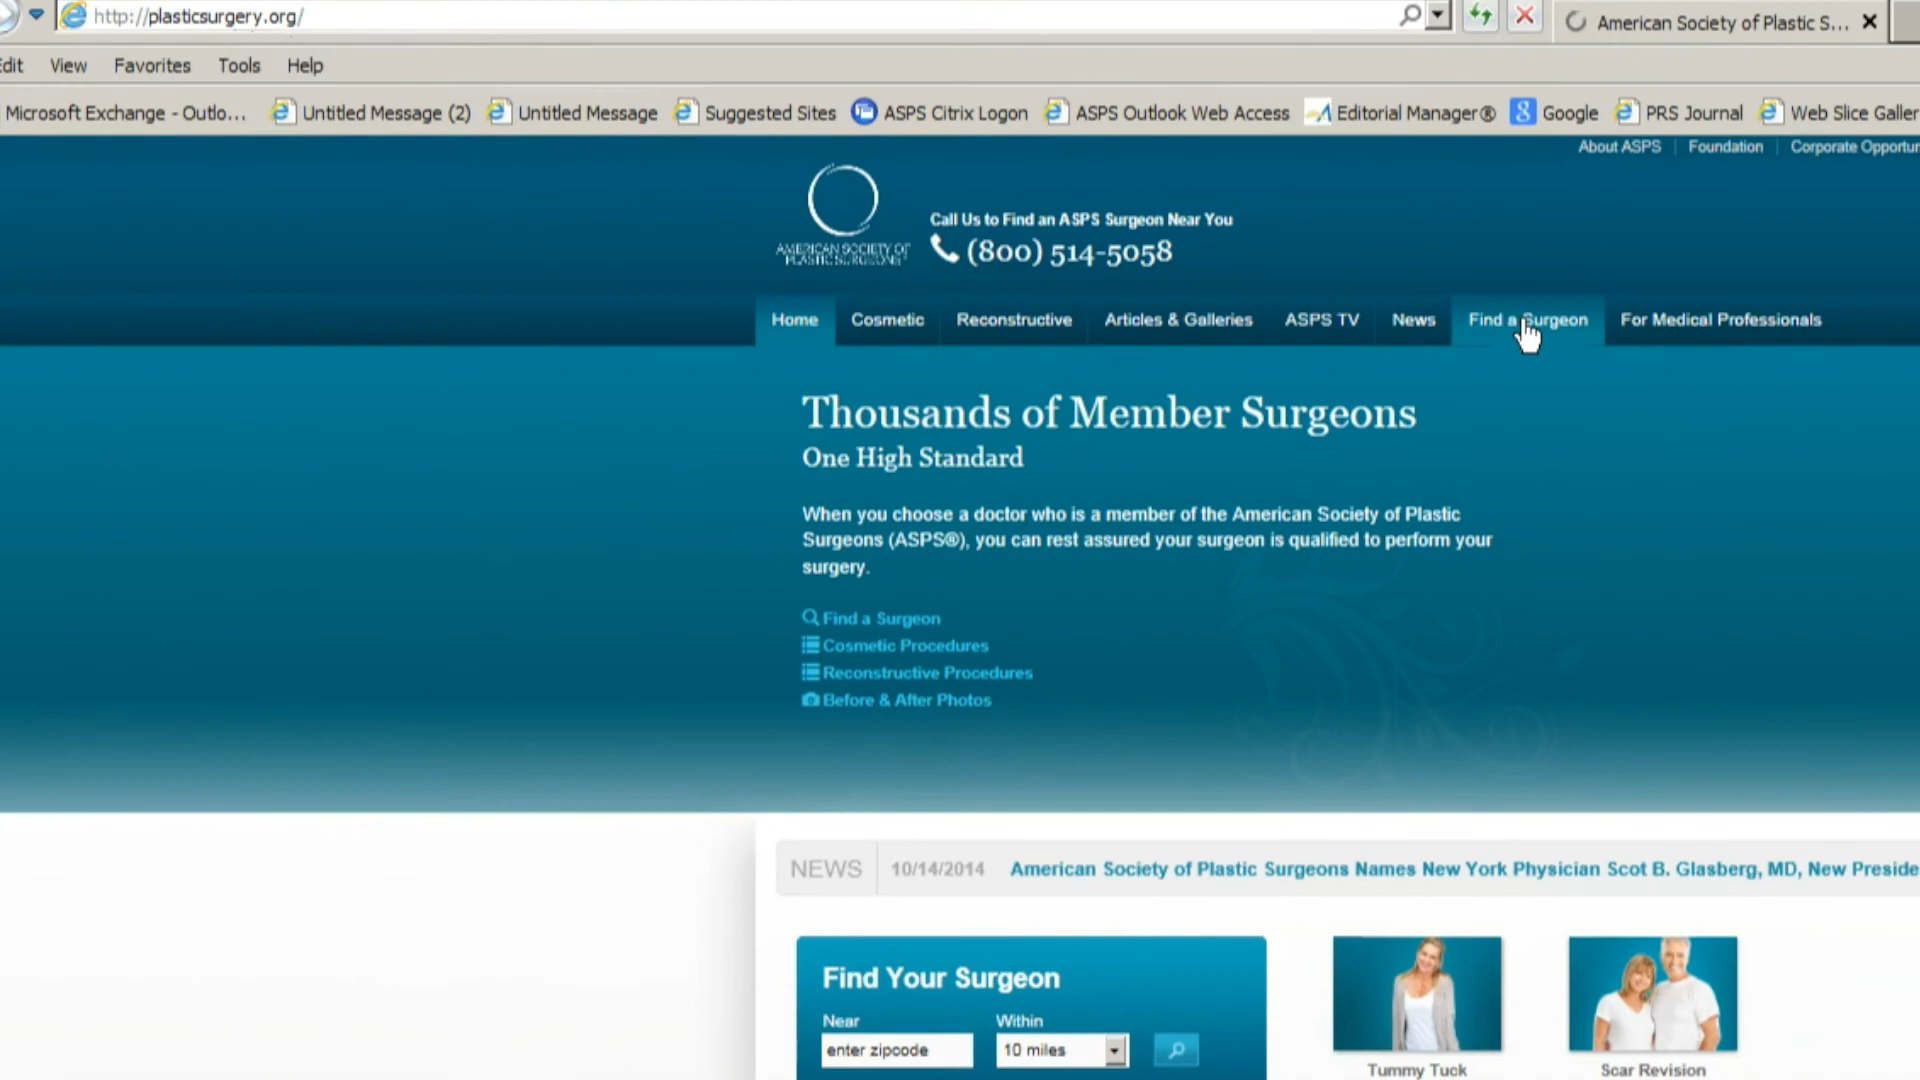 http://plasticsurgery.org/
American Society of Plastic S...
Edit View Favorites Tools Help
Microsoft Exchange - Outlo... Untitled Message (2) Untitled Message Suggested Sites ASPS Citrix Logon ASPS Outlook Web Access Editorial Manager® Google PRS Journal Web Slice Galler
About ASPS Foundation Corporate Opportun
AMERICAN SOCIETY OF
PLASTIC SURGEONS
Call Us to Find an ASPS Surgeon Near You
(800) 514-5058
Home Cosmetic Reconstructive Articles & Galleries ASPS TV News Find a Surgeon For Medical Professionals
Thousands of Member Surgeons
One High Standard
When you choose a doctor who is a member of the American Society of Plastic
Surgeons (ASPS®), you can rest assured your surgeon is qualified to perform your
surgery.
Find a Surgeon
Cosmetic Procedures
Reconstructive Procedures
Before & After Photos
NEWS 10/14/2014 American Society of Plastic Surgeons Names New York Physician Scot B. Glasberg, MD, New Preside
Find Your Surgeon
Near Within
enter zipcode 10 miles
Tummy Tuck Scar Revision